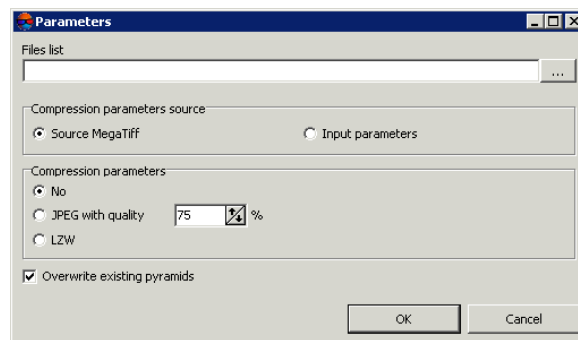 Parameters
Files list
...
Compression parameters source
Source MegaTiff Input parameters
Compression parameters
No
JPEG with quality 75 %
LZW
Overwrite existing pyramids
OK Cancel